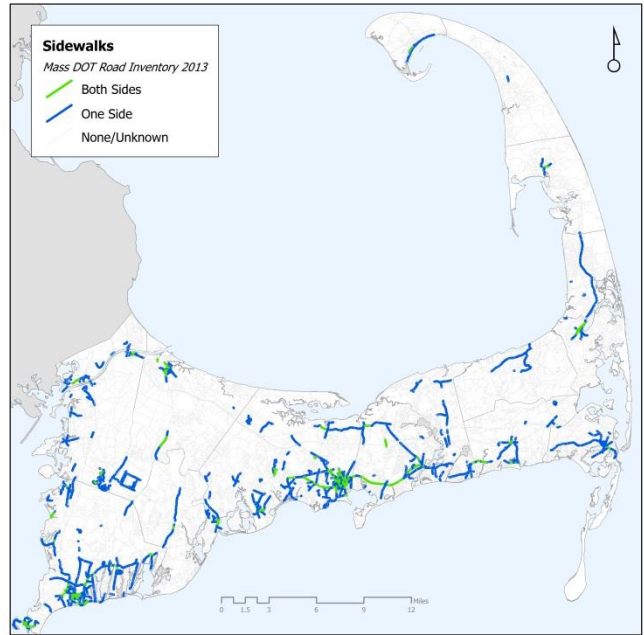 Sidewalks
Mass DOT Road Inventory 2013
Both Sides
One Side
None/Unknown
Miles
0 1.5 3 6 9 12